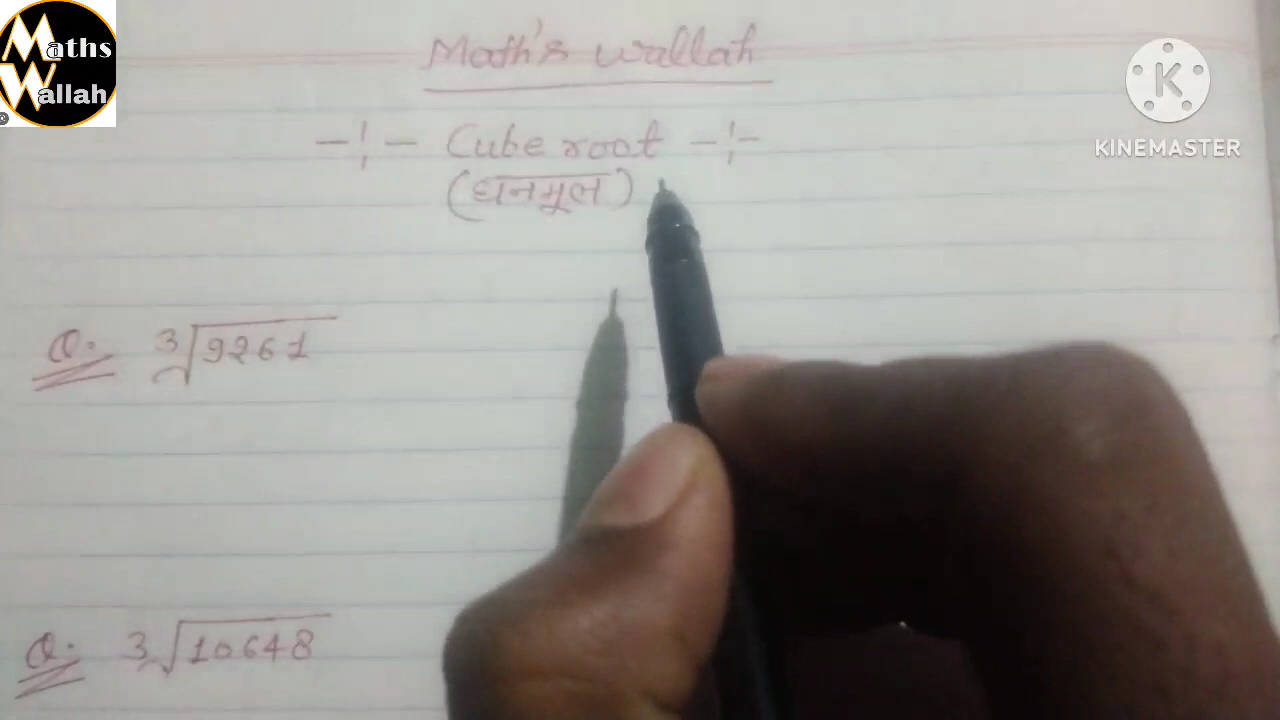 Maths
Wallah
Math's wallah
KINEMASTER
-:- Cube root -:-
(घनमूल)
Q. ∛9261
Q. ∛10648